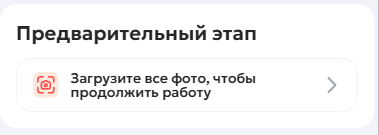 Предварительный этап
Загрузите все фото, чтобы
продолжить работу